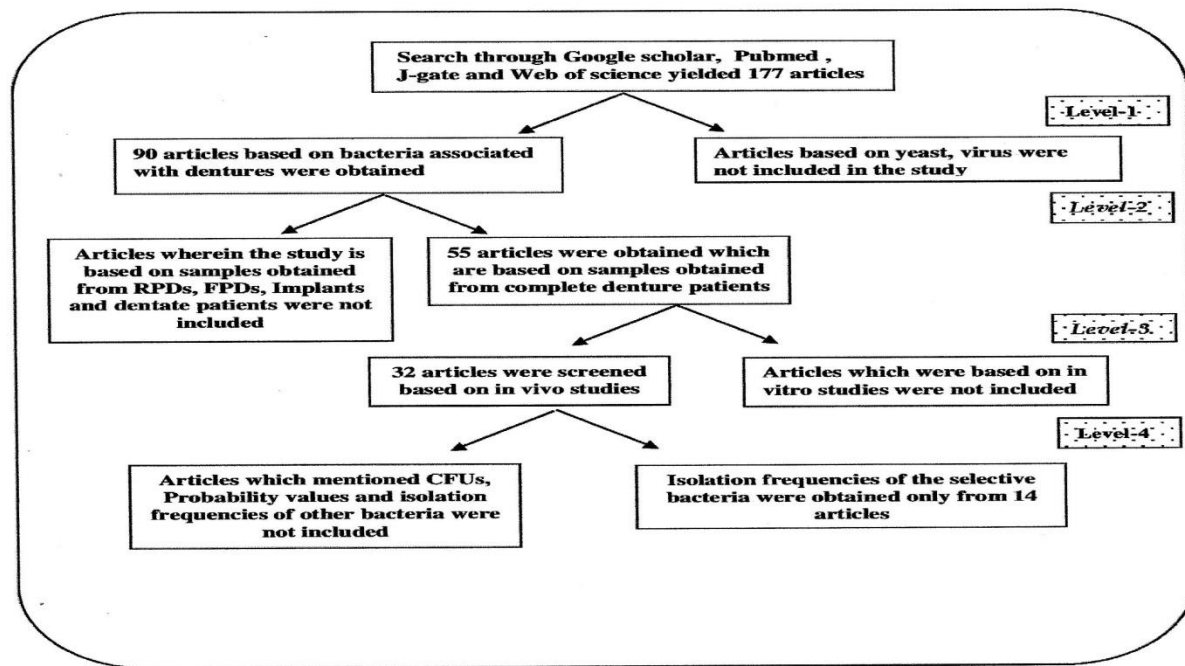 Search through Google scholar, Pubmed ,
J-gate and Web of science yielded 177 articles
Level-1
90 articles based on bacteria associated
with dentures were obtained
Articles based on yeast, virus were
not included in the study
Level-2
Articles wherein the study is
based on samples obtained
from RPDs, FPDs, Implants
and dentate patients were not
included
55 articles were obtained which
are based on samples obtained
from complete denture patients
Level-3
32 articles were screened
based on in vivo studies
Articles which were based on in
vitro studies were not included
Level-4
Articles which mentioned CFUs,
Probability values and isolation
frequencies of other bacteria were
not included
Isolation frequencies of the selective
bacteria were obtained only from 14
articles